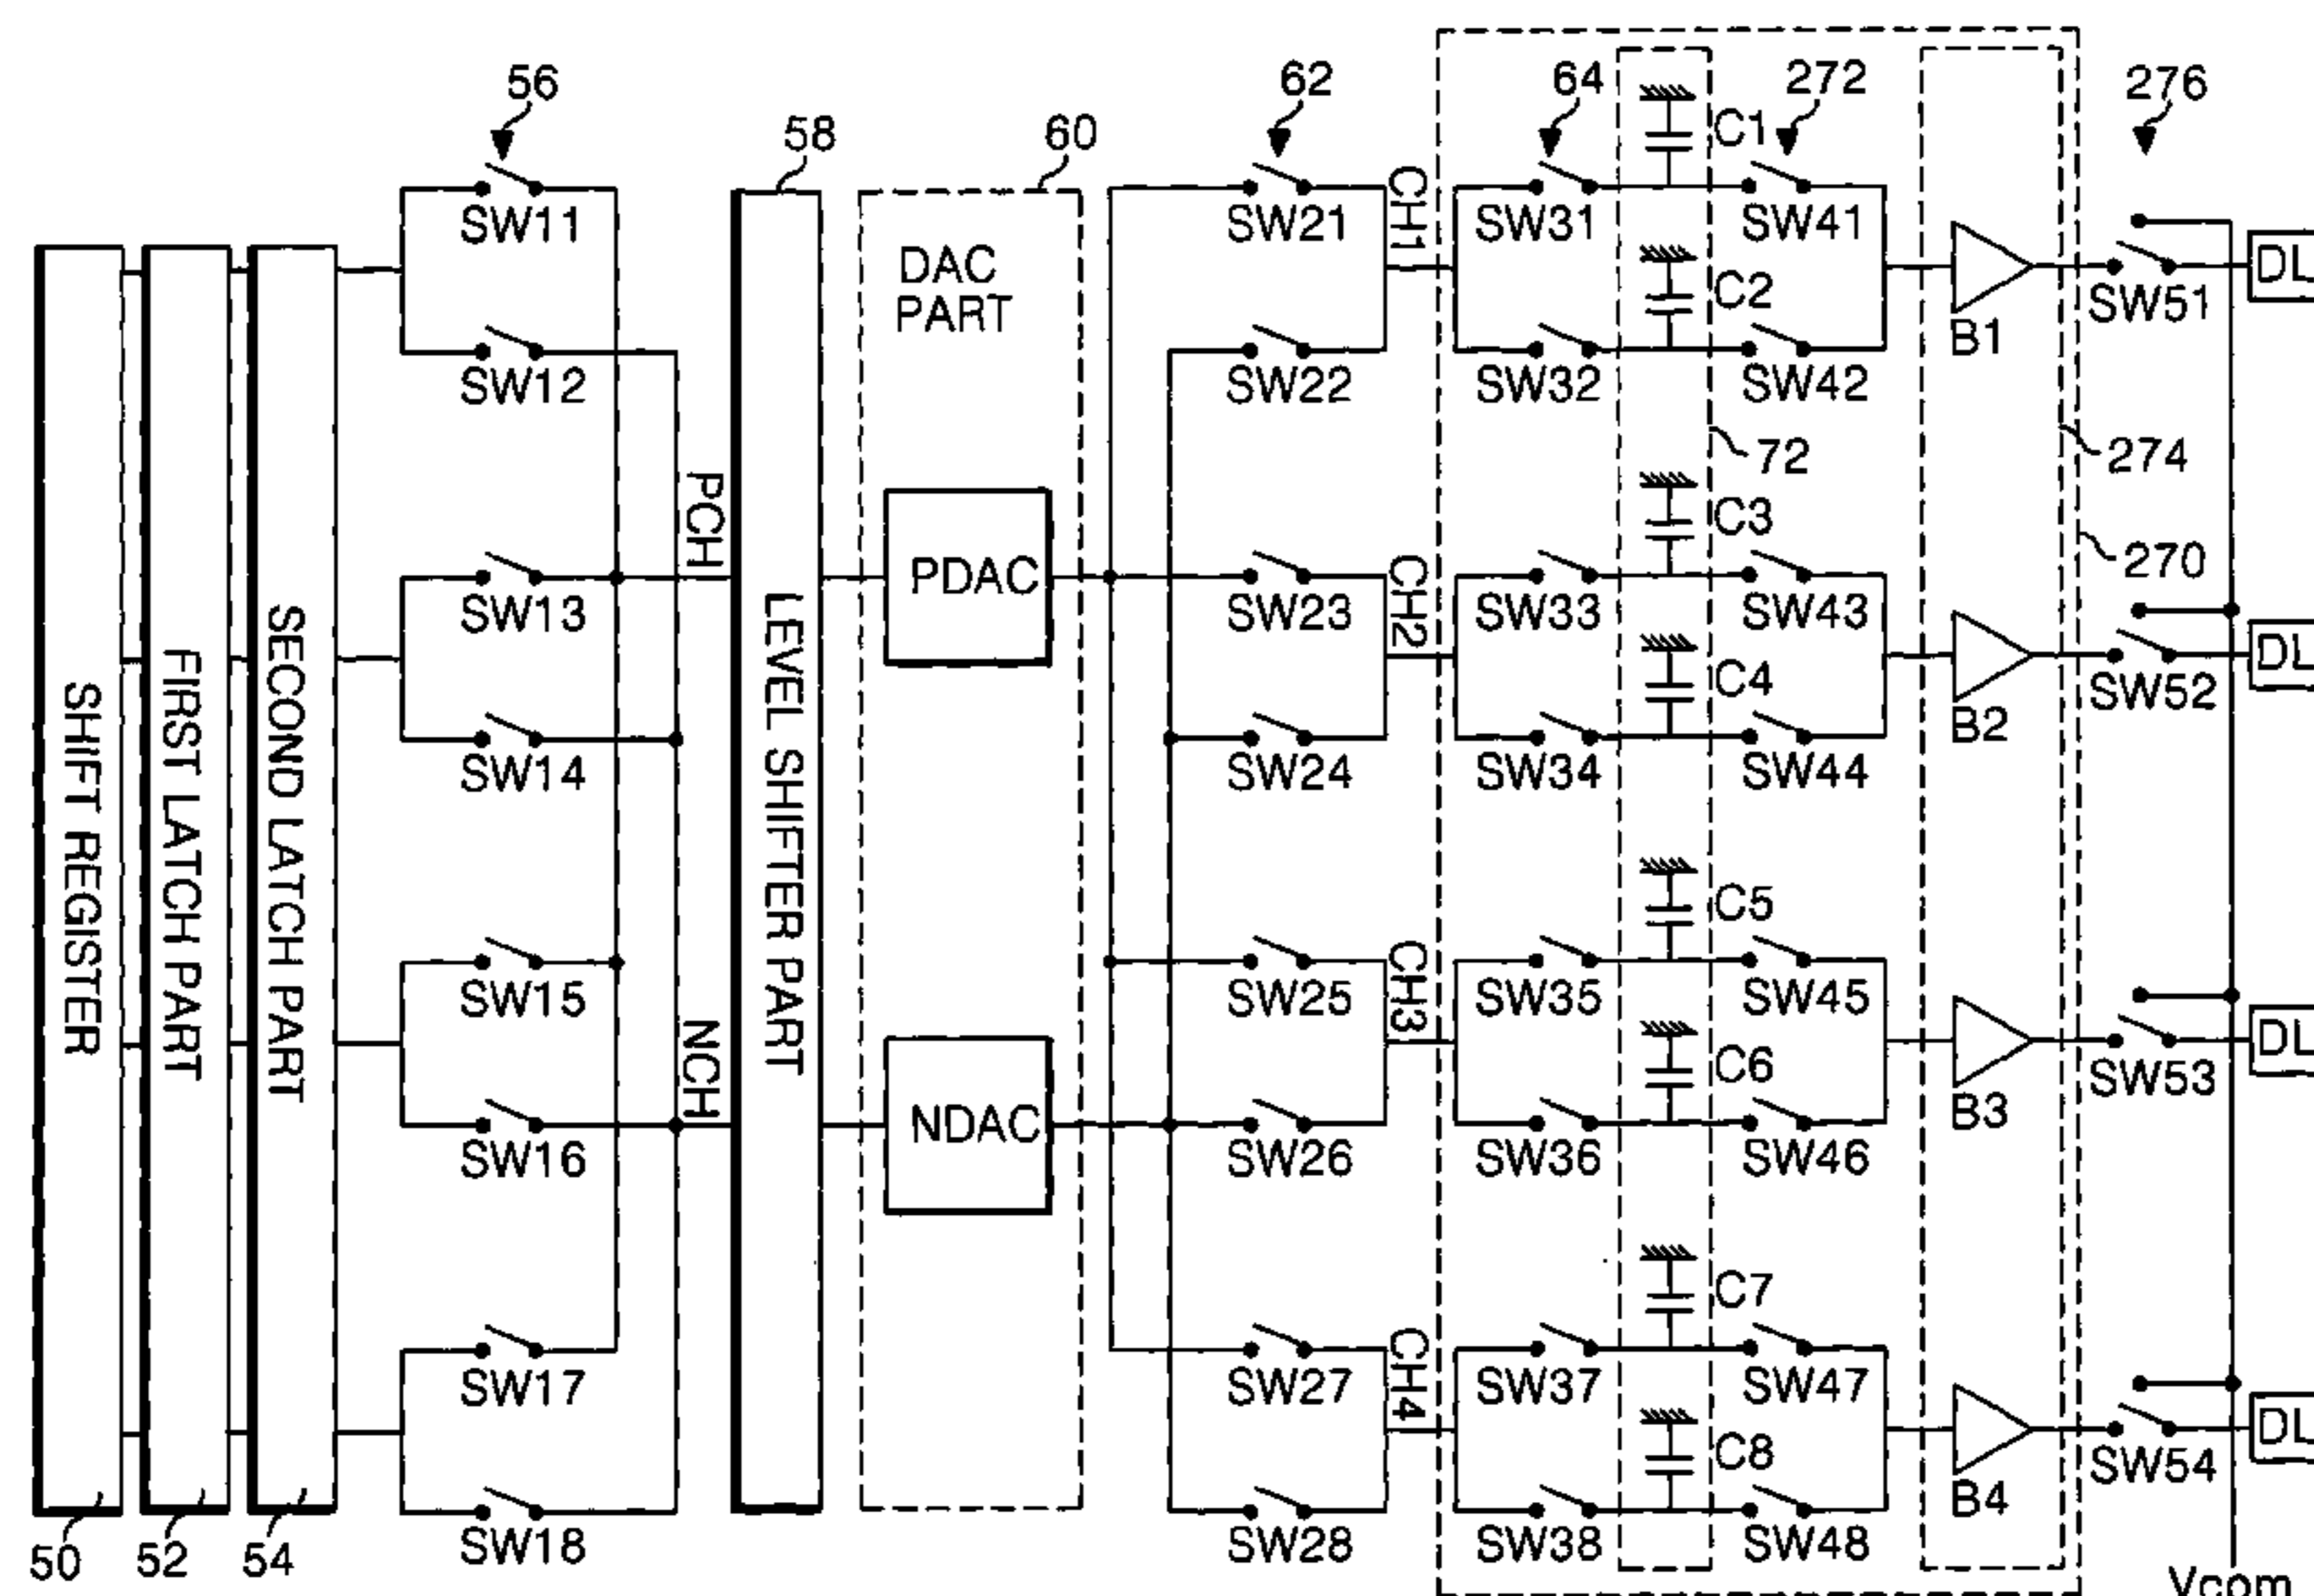 56
62
64
272
276
58
60
C1
SW11
SW21
CH1
SW31
SW41
DAC
PART
C2
DL
SW51
B1
SW12
SW22
SW32
SW42
72
274
PCH
C3
270
PDAC
SW13
SW23
CH2
SW33
SW43
C4
DL
SW52
B2
SW14
SW24
SW34
SW44
SHIFT REGISTER
FIRST LATCH PART
SECOND LATCH PART
LEVEL SHIFTER PART
C5
SW15
SW25
CH3
SW35
SW45
NCH
C6
DL
SW53
NDAC
B3
SW16
SW26
SW36
SW46
C7
SW17
SW27
CH4
SW37
SW47
C8
DL
SW54
B4
SW18
SW28
SW38
SW48
50
52
54
Vcom